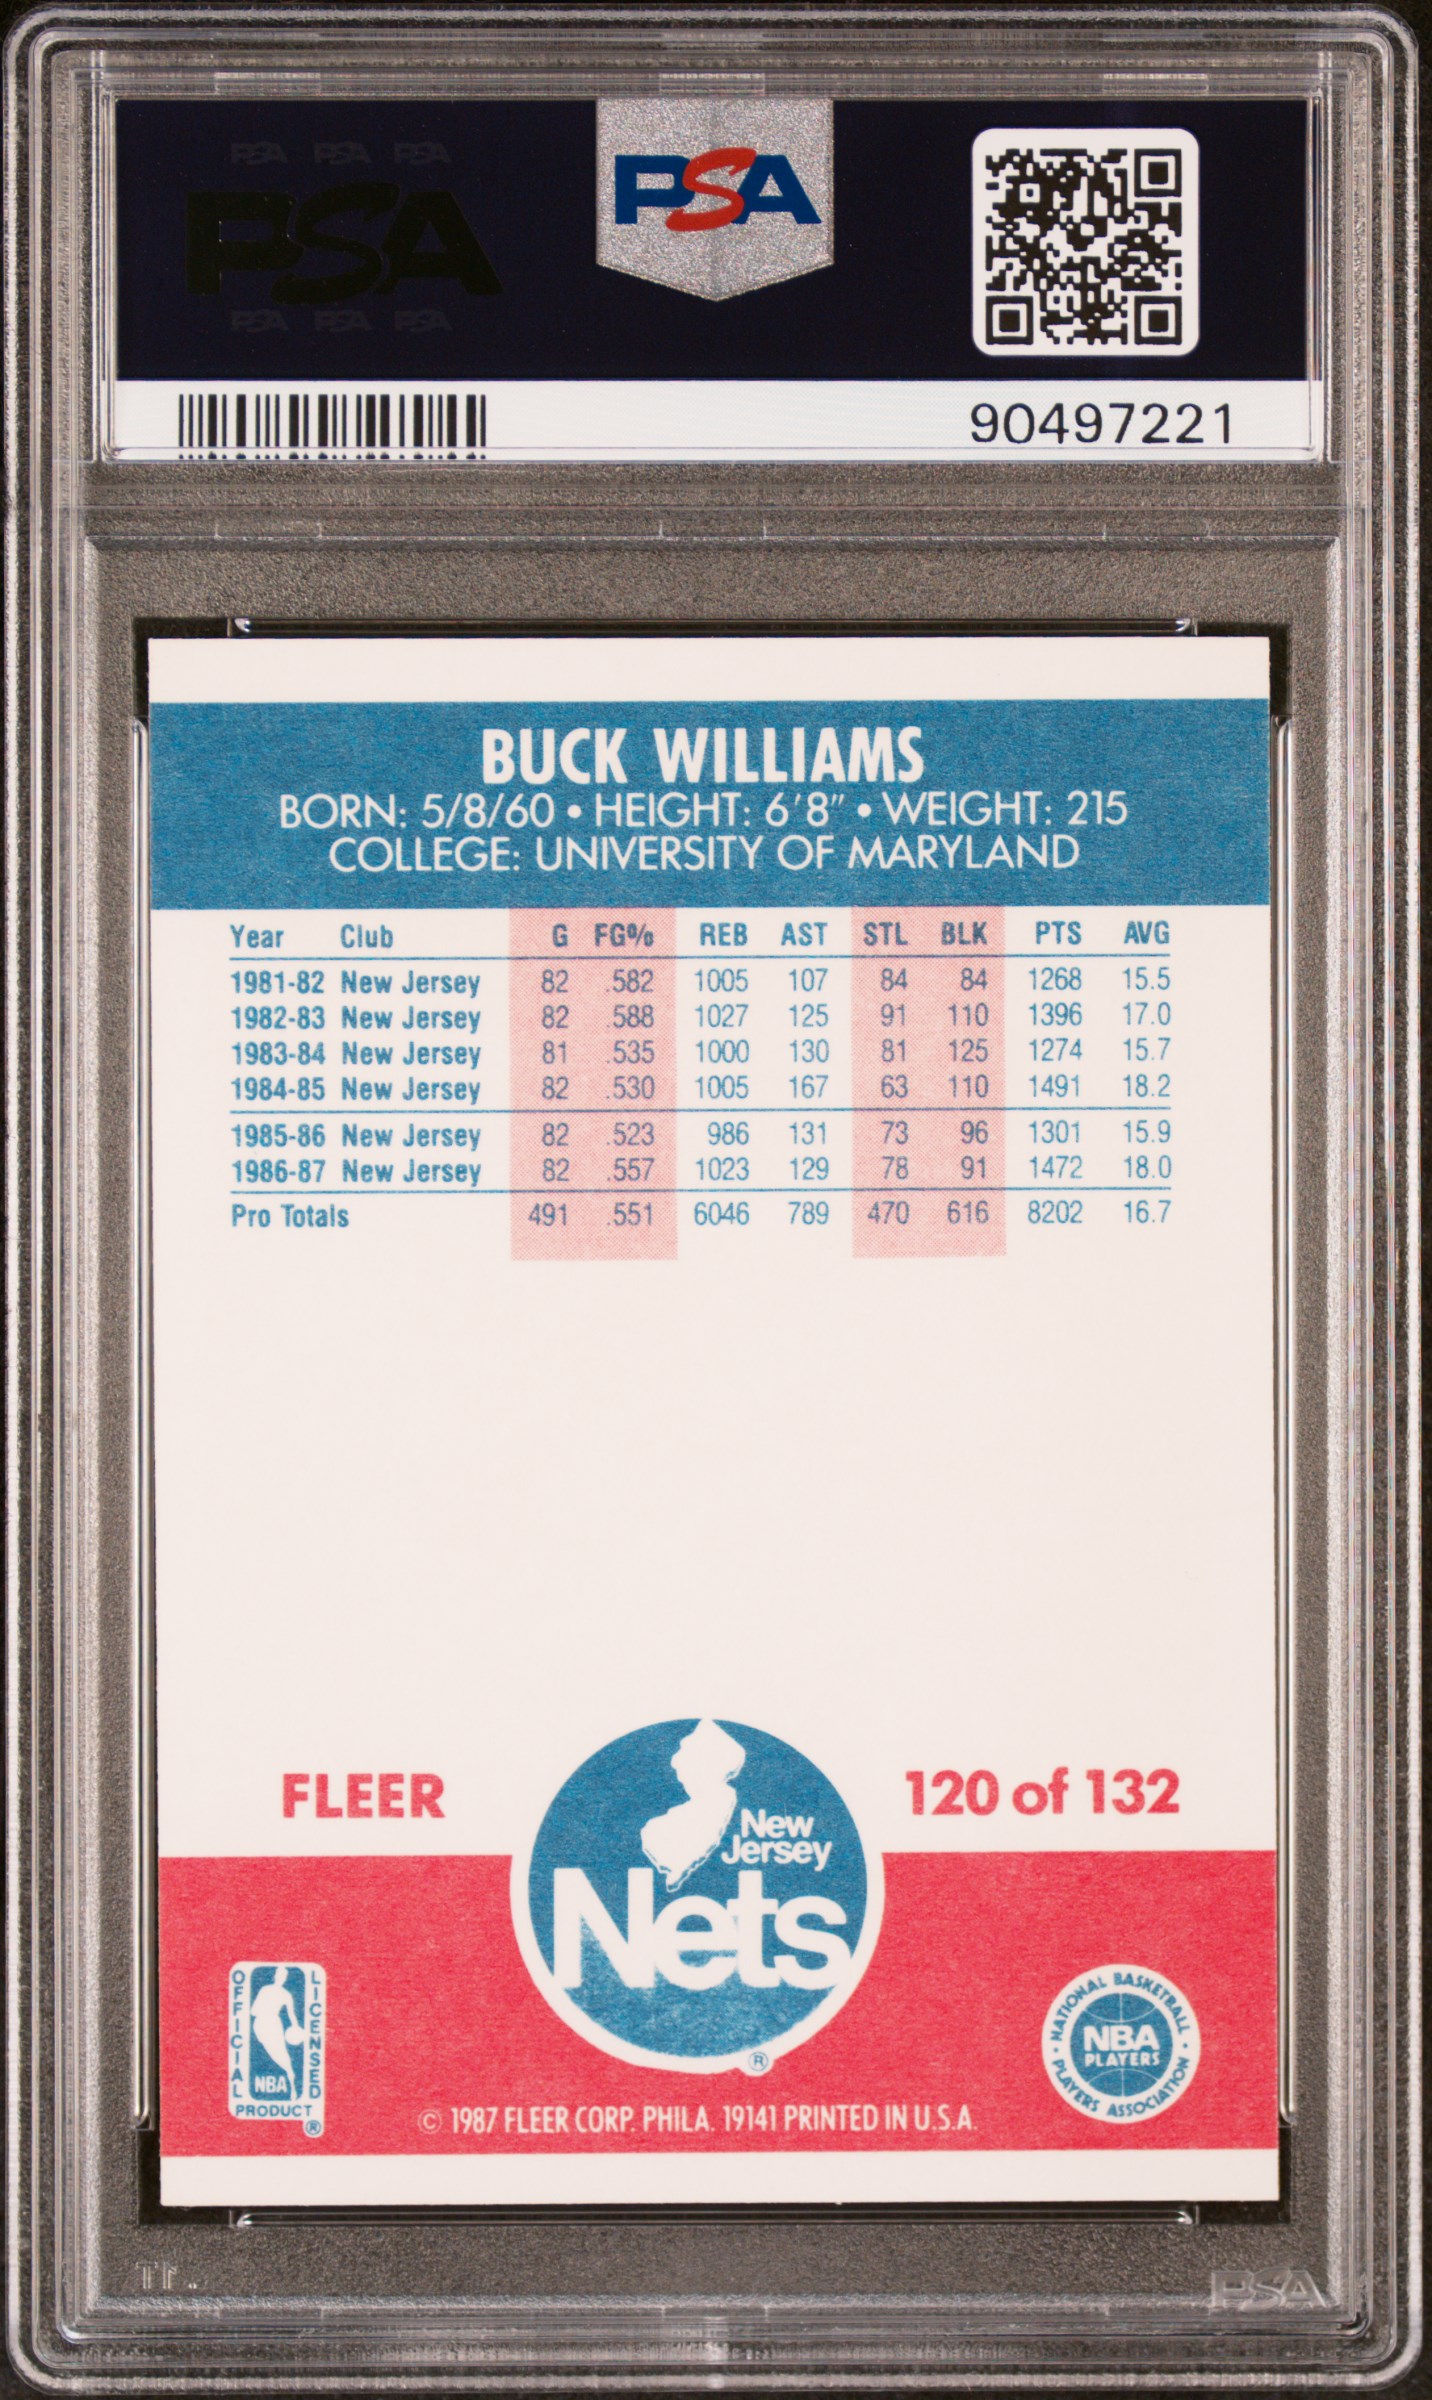 PSA PSA PSA
PSA
PSA PSA PSA
PSA
90497221
BUCK WILLIAMS
BORN: 5/8/60 • HEIGHT: 6'8" • WEIGHT: 215
COLLEGE: UNIVERSITY OF MARYLAND
Year Club G FG% REB AST STL BLK PTS AVG
1981-82 New Jersey 82 .582 1005 107 84 84 1268 15.5
1982-83 New Jersey 82 .588 1027 125 91 110 1396 17.0
1983-84 New Jersey 81 .535 1000 130 81 125 1274 15.7
1984-85 New Jersey 82 .530 1005 167 63 110 1491 18.2
1985-86 New Jersey 82 .523 986 131 73 96 1301 15.9
1986-87 New Jersey 82 .557 1023 129 78 91 1472 18.0
Pro Totals 491 .551 6046 789 470 616 8202 16.7
FLEER
120 of 132
New
Jersey
Nets
®
OFFICIAL
LICENSED
NBA
PRODUCT
®
NATIONAL BASKETBALL
NBA
PLAYERS
PLAYERS ASSOCIATION
© 1987 FLEER CORP. PHILA. 19141 PRINTED IN U.S.A.
PSA